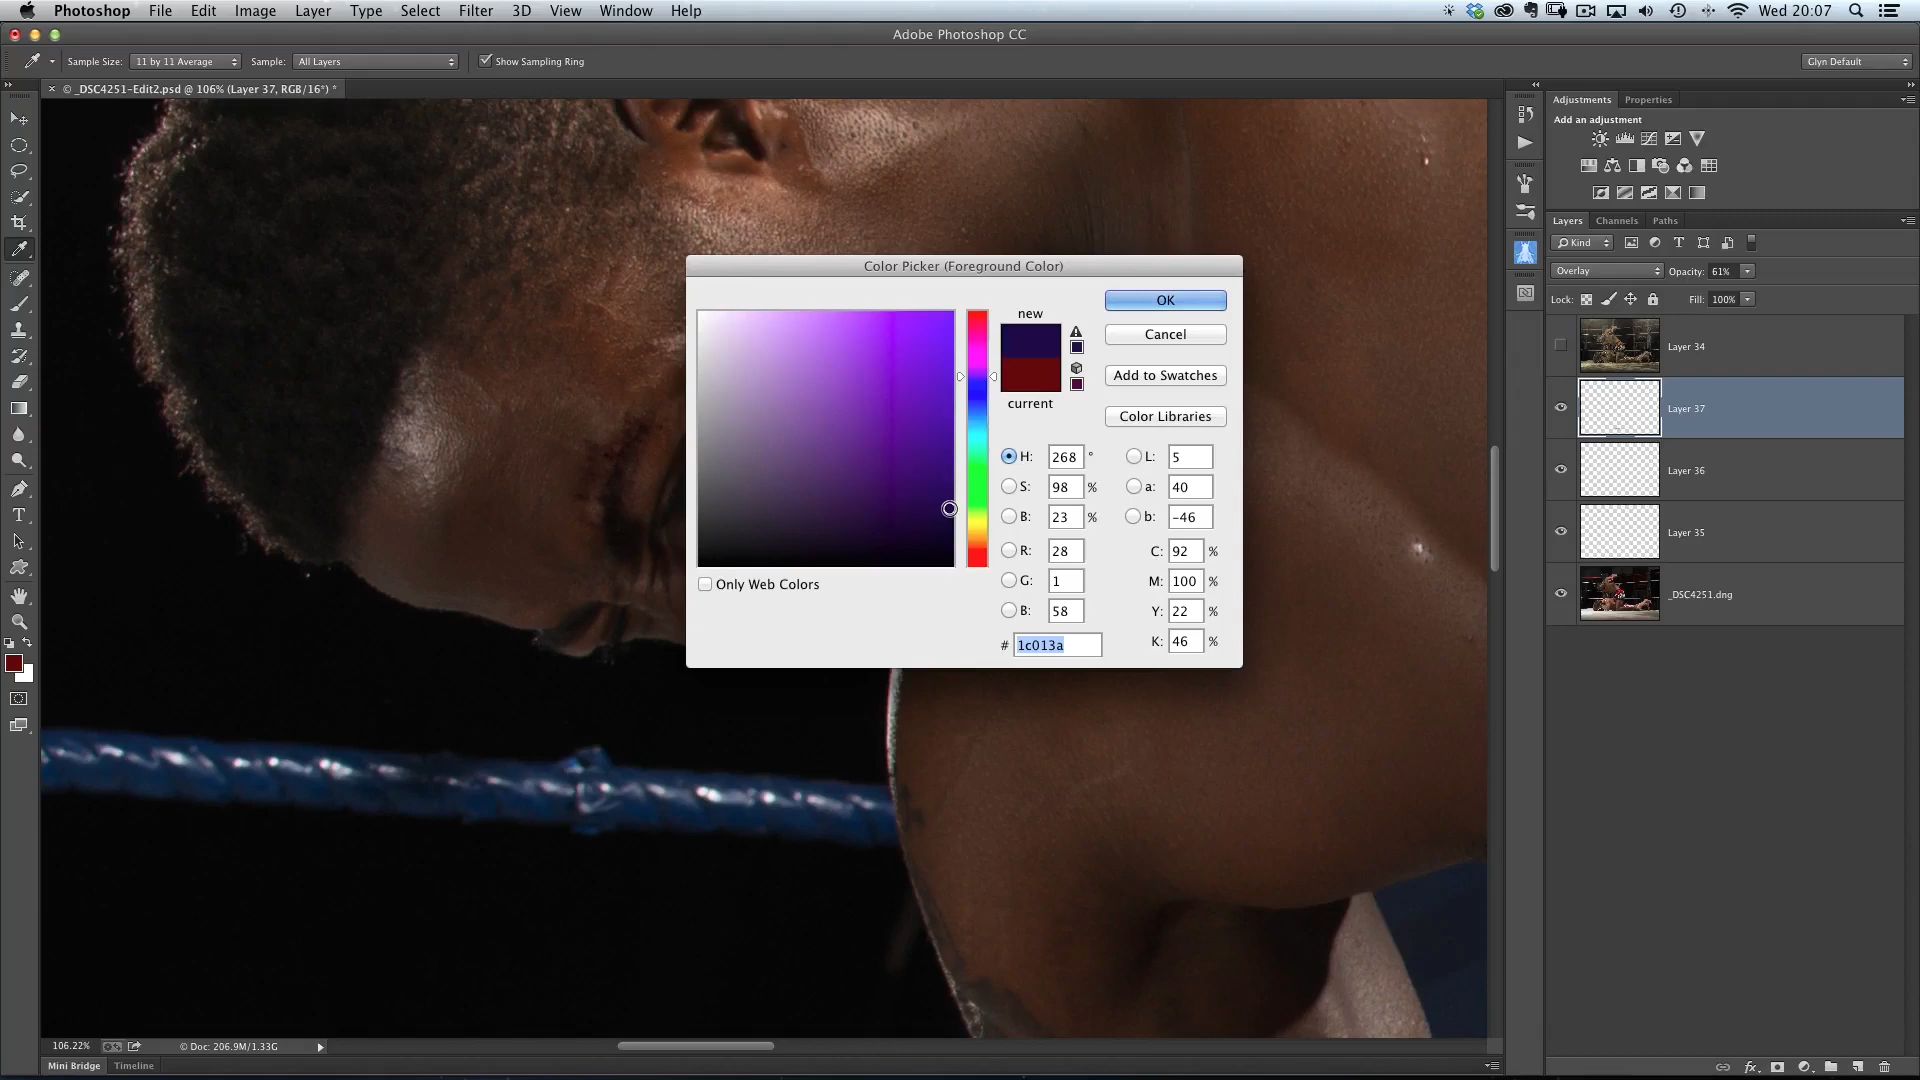 Photoshop File Edit Image Layer Type Select Filter 3D View Window Help Wed 20:07
Adobe Photoshop CC
Sample Size: 11 by 11 Average Sample: All Layers Show Sampling Ring Glyn Default
× © _DSC4251-Edit2.psd @ 106% (Layer 37, RGB/16*) *
Adjustments Properties
Add an adjustment
Layers Channels Paths
Kind
Overlay Opacity: 61%
Lock: Fill: 100%
Layer 34
Layer 37
Layer 36
Layer 35
_DSC4251.dng
Color Picker (Foreground Color)
new
current
OK
Cancel
Add to Swatches
Color Libraries
H: 268 ° L: 5
S: 98 % a: 40
B: 23 % b: -46
R: 28 C: 92 %
G: 1 M: 100 %
B: 58 Y: 22 %
# 1c013a K: 46 %
Only Web Colors
106.22% © Doc: 206.9M/1.33G
Mini Bridge Timeline